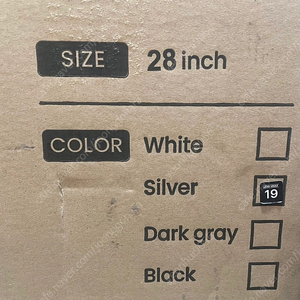 SIZE 28 inch
COLOR White
Silver
19
Dark gray
Black